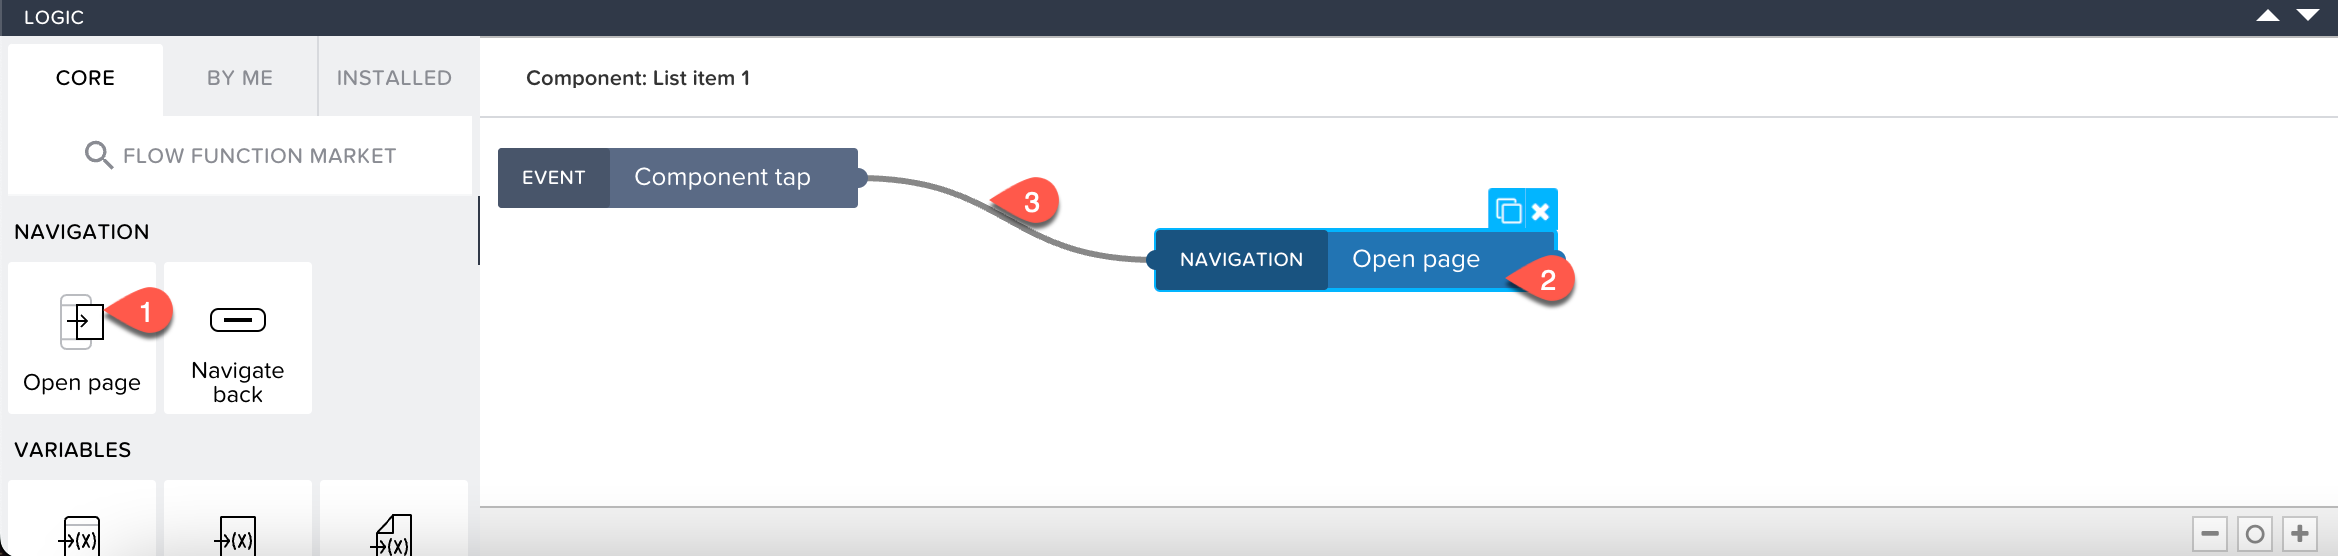 LOGIC
CORE
BY ME
INSTALLED
Component: List item 1
FLOW FUNCTION MARKET
EVENT
Component tap
3
NAVIGATION
Open page
2
NAVIGATION
1
Open page
Navigate
back
VARIABLES
(x)
(x)
(x)